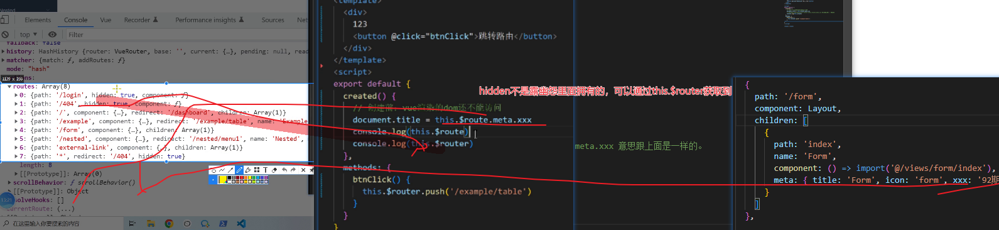 Nested
Elements Console Vue Recorder Performance insights Sources Net
top Filter
fallback: false
history: HashHistory {router: VueRouter, base: '', current: {…}, pending: null, read
matcher: {match: ƒ, addRoutes: ƒ}
mode: "hash"
1139 x 266
ns:
routes: Array(8)
0: {path: '/login', hidden: true, component: ƒ}
1: {path: '/404', hidden: true, component: ƒ}
2: {path: '/', component: {…}, redirect: '/dashboard', children: Array(1)}
3: {path: '/example', component: {…}, redirect: '/example/table', name: 'Example
4: {path: '/form', component: {…}, children: Array(1)}
5: {path: '/nested', component: {…}, redirect: '/nested/menu1', name: 'Nested',
6: {path: 'external-link', component: {…}, children: Array(1)}
7: {path: '*', redirect: '/404', hidden: true}
length: 8
[[Prototype]]: Array(0)
scrollBehavior: ƒ scrollBehavior()
[[Prototype]]: Object
13:21
solveHooks: []
currentRoute: (...)
在这里输入你要搜索的内容
<template>
<div>
123
<button @click="btnClick">跳转路由</button>
</div>
</template>
<script>
export default {
created() {
// 创建前，vue渲染的dom还不能访问
document.title = this.$route.meta.xxx
console.log(this.$route)
console.log(this.$router)
},
methods: {
btnClick() {
this.$router.push('/example/table')
}
}
}
hidden不是露幽怨里面拥有的，可以通过this.$router获取到
meta.xxx 意思跟上面是一样的。
{
path: '/form',
component: Layout,
children: [
{
path: 'index',
name: 'Form',
component: () => import('@/views/form/index'),
meta: { title: 'Form', icon: 'form', xxx: '92期
}
]
},